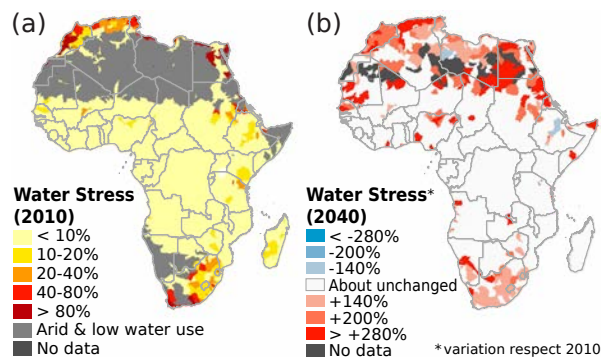 (a)
Water Stress
(2010)
< 10%
10-20%
20-40%
40-80%
> 80%
Arid & low water use
No data
(b)
Water Stress*
(2040)
< -280%
-200%
-140%
About unchanged
+140%
+200%
> +280%
No data
*variation respect 2010